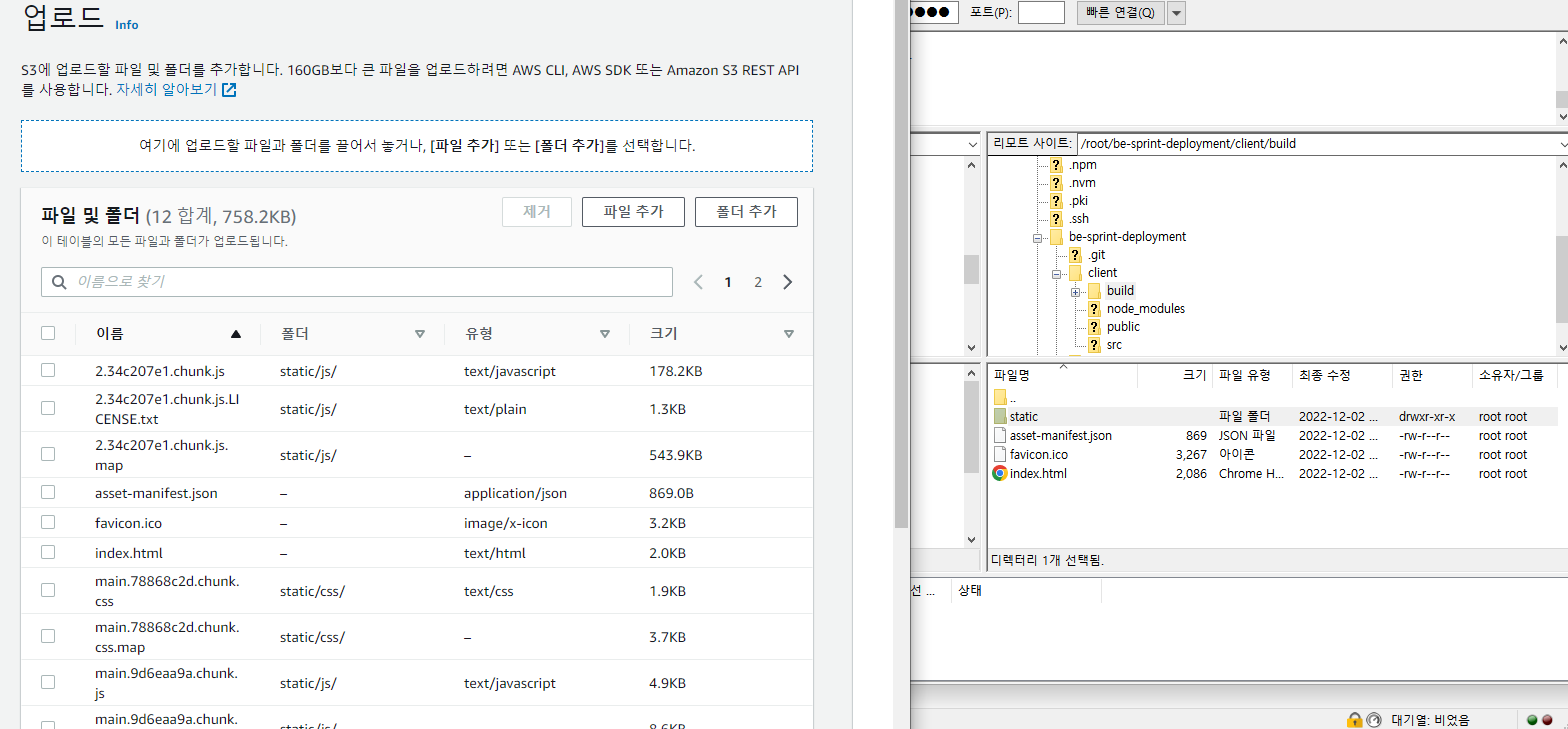 업로드 Info
S3에 업로드할 파일 및 폴더를 추가합니다. 160GB보다 큰 파일을 업로드하려면 AWS CLI, AWS SDK 또는 Amazon S3 REST API
를 사용합니다. 자세히 알아보기
여기에 업로드할 파일과 폴더를 끌어서 놓거나, [파일 추가] 또는 [폴더 추가]를 선택합니다.
파일 및 폴더 (12 합계, 758.2KB)
제거 파일 추가 폴더 추가
이 테이블의 모든 파일과 폴더가 업로드됩니다.
이름으로 찾기
1 2
이름 폴더 유형 크기
2.34c207e1.chunk.js static/js/ text/javascript 178.2KB
2.34c207e1.chunk.js.LI
CENSE.txt static/js/ text/plain 1.3KB
2.34c207e1.chunk.js.
map static/js/ – 543.9KB
asset-manifest.json – application/json 869.0B
favicon.ico – image/x-icon 3.2KB
index.html – text/html 2.0KB
main.78868c2d.chunk.
css static/css/ text/css 1.9KB
main.78868c2d.chunk.
css.map static/css/ – 3.7KB
main.9d6eaa9a.chunk.
js static/js/ text/javascript 4.9KB
main.9d6eaa9a.chunk.
static/js/ 8.6KB
●●●● 포트(P): 빠른 연결(Q)
리모트 사이트: /root/be-sprint-deployment/client/build
? .npm
? .nvm
? .pki
? .ssh
be-sprint-deployment
? .git
client
build
? node_modules
? public
? src
파일명 크기 파일 유형 최종 수정 권한 소유자/그룹
..
static 파일 폴더 2022-12-02 ... drwxr-xr-x root root
asset-manifest.json 869 JSON 파일 2022-12-02 ... -rw-r--r-- root root
favicon.ico 3,267 아이콘 2022-12-02 ... -rw-r--r-- root root
index.html 2,086 Chrome H... 2022-12-02 ... -rw-r--r-- root root
디렉터리 1개 선택됨.
선 ... 상태
대기열: 비었음